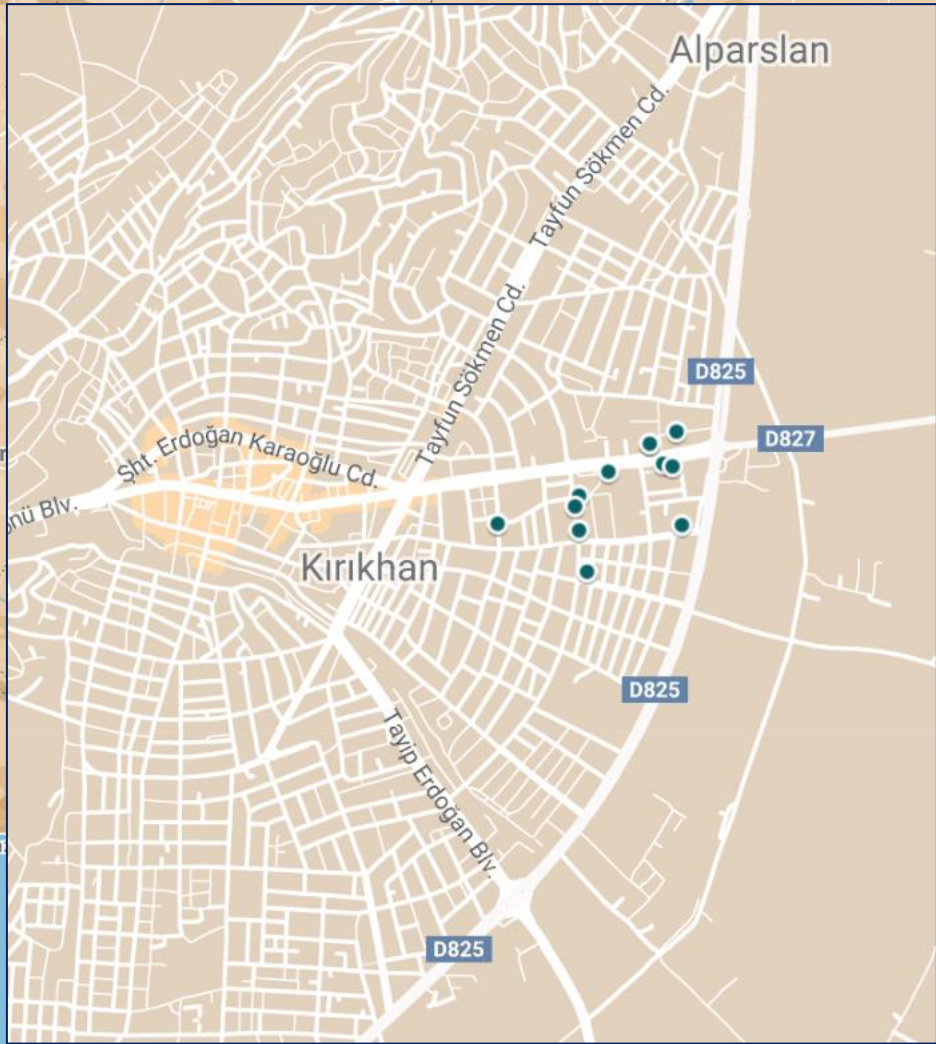 Alparslan
Tayfun Sökmen Cd.
Tayfun Sökmen Cd.
D825
D827
Şht. Erdoğan Karaoğlu Cd.
Blv.
Kırıkhan
D825
Tayip Erdoğan Blv.
D825